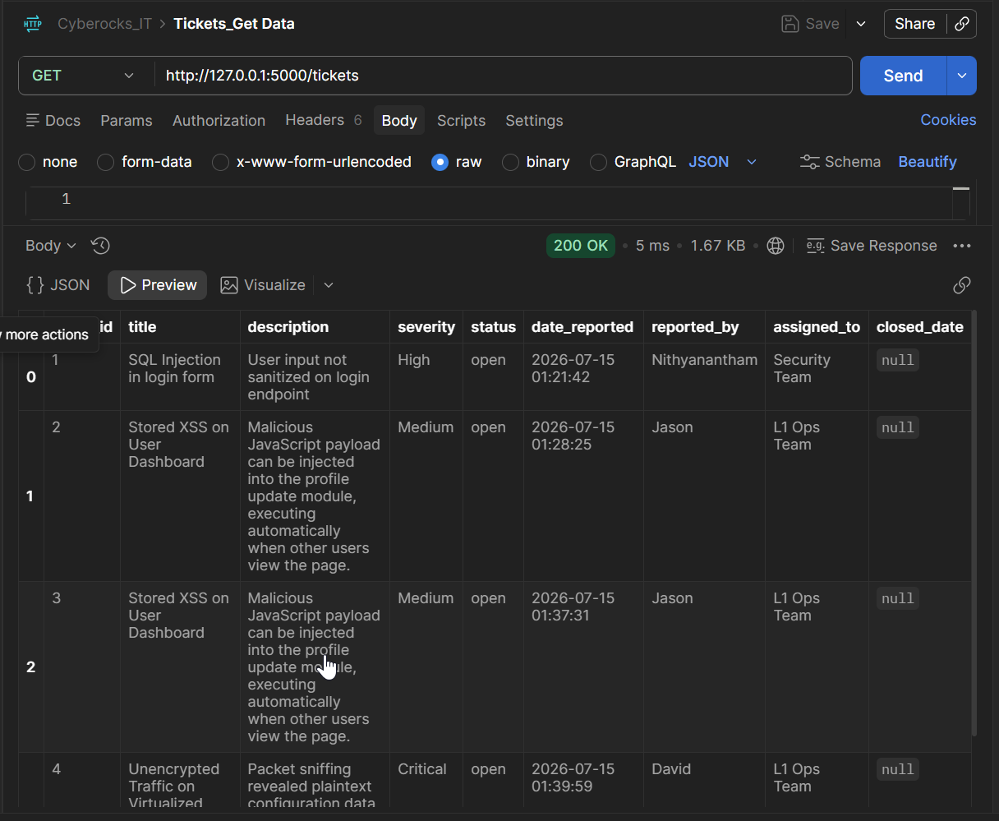 HTTP Cyberocks_IT > Tickets_Get Data Save Share
GET http://127.0.0.1:5000/tickets Send
Docs Params Authorization Headers 6 Body Scripts Settings Cookies
none form-data x-www-form-urlencoded raw binary GraphQL JSON Schema Beautify
1
Body 200 OK • 5 ms • 1.67 KB • e.g. Save Response
{} JSON Preview Visualize
id title description severity status date_reported reported_by assigned_to closed_date
more actions
0
1
SQL Injection
in login form
User input not
sanitized on login
endpoint
High
open
2026-07-15
01:21:42
Nithyanantham
Security
Team
null
1
2
Stored XSS on
User
Dashboard
Malicious
JavaScript payload
can be injected
into the profile
update module,
executing
automatically
when other users
view the page.
Medium
open
2026-07-15
01:28:25
Jason
L1 Ops
Team
null
2
3
Stored XSS on
User
Dashboard
Malicious
JavaScript payload
can be injected
into the profile
update module,
executing
automatically
when other users
view the page.
Medium
open
2026-07-15
01:37:31
Jason
L1 Ops
Team
null
4
Unencrypted
Traffic on
Virtualized
Packet sniffing
revealed plaintext
configuration data
Critical
open
2026-07-15
01:39:59
David
L1 Ops
Team
null